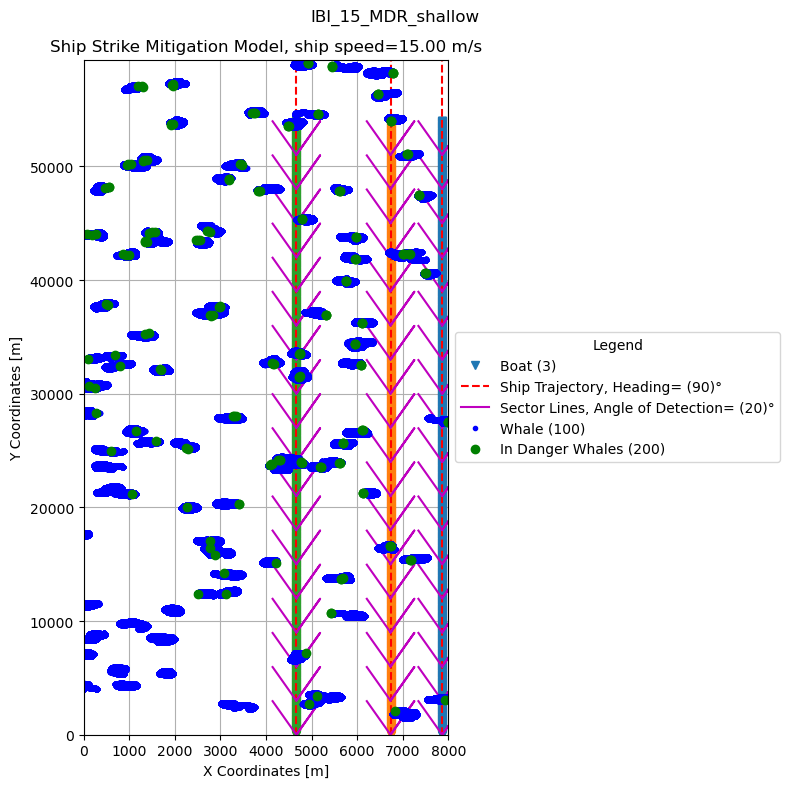 IBI_15_MDR_shallow
Ship Strike Mitigation Model, ship speed=15.00 m/s
Y Coordinates [m]
50000
40000
30000
20000
10000
0
0 1000 2000 3000 4000 5000 6000 7000 8000
X Coordinates [m]
Legend
Boat (3)
Ship Trajectory, Heading= (90)°
Sector Lines, Angle of Detection= (20)°
Whale (100)
In Danger Whales (200)